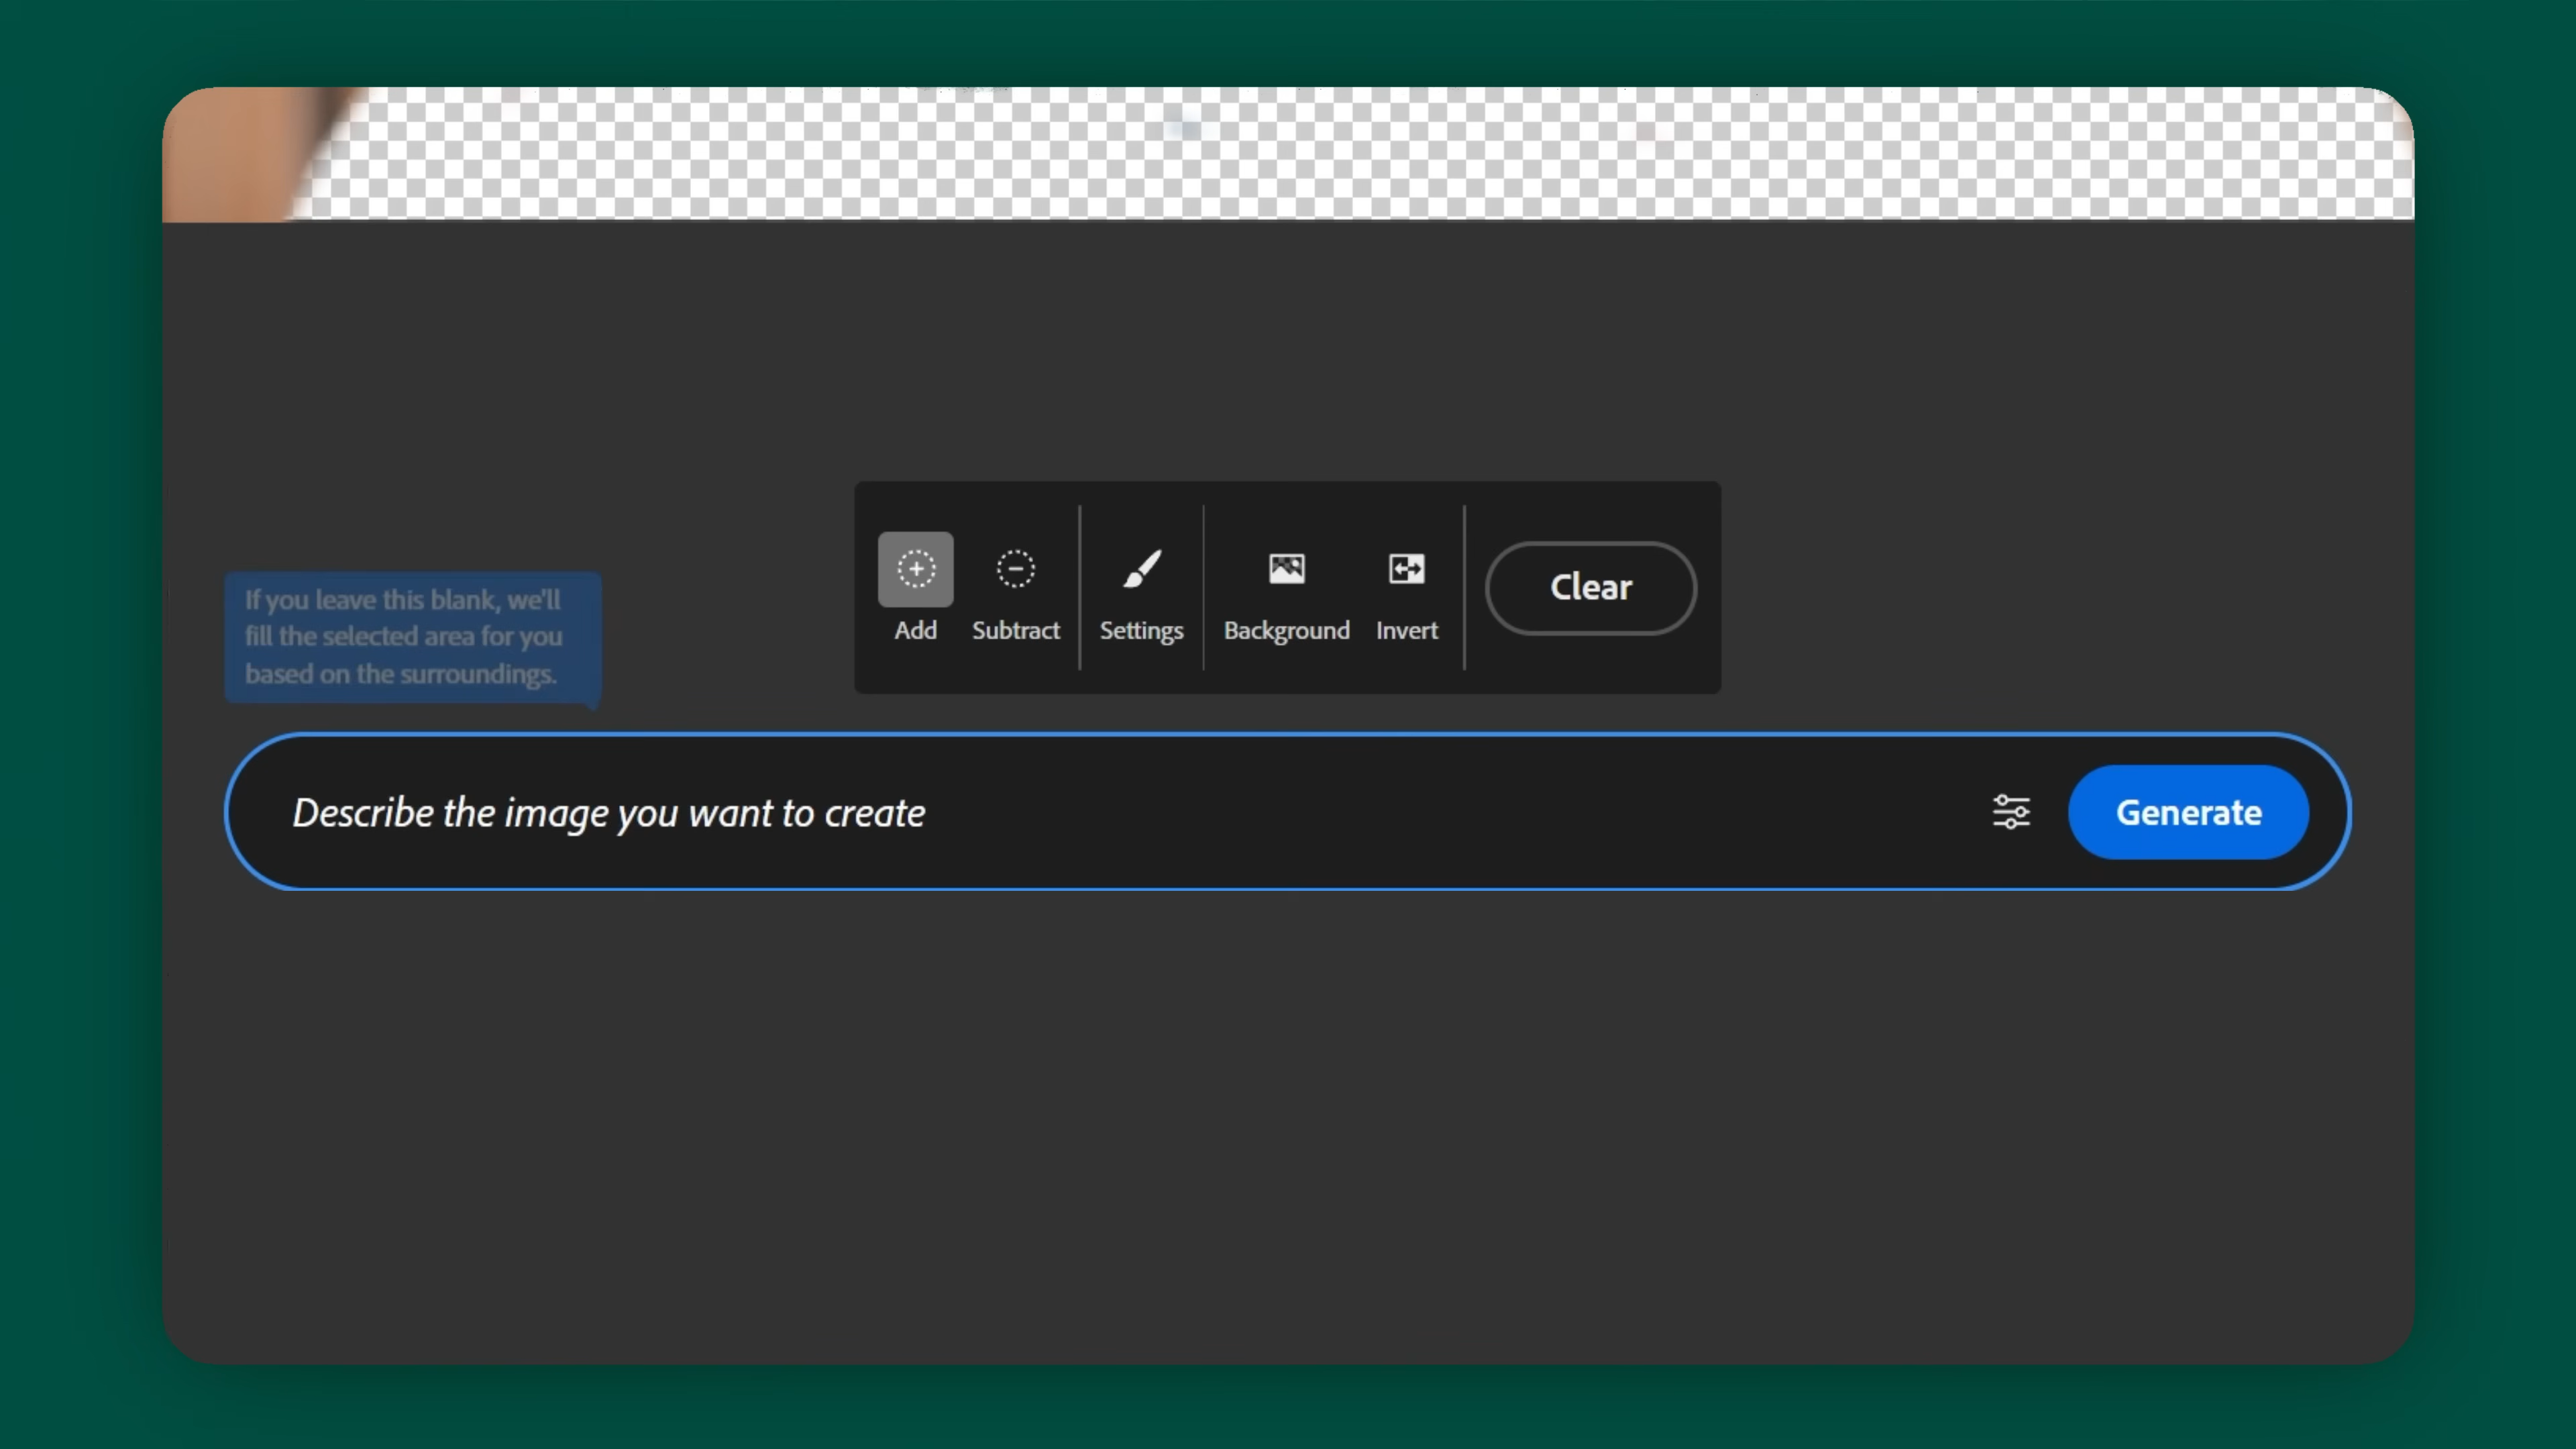 Add Subtract Settings Background Invert Clear
If you leave this blank, we'll
fill the selected area for you
based on the surroundings.
Describe the image you want to create
Generate